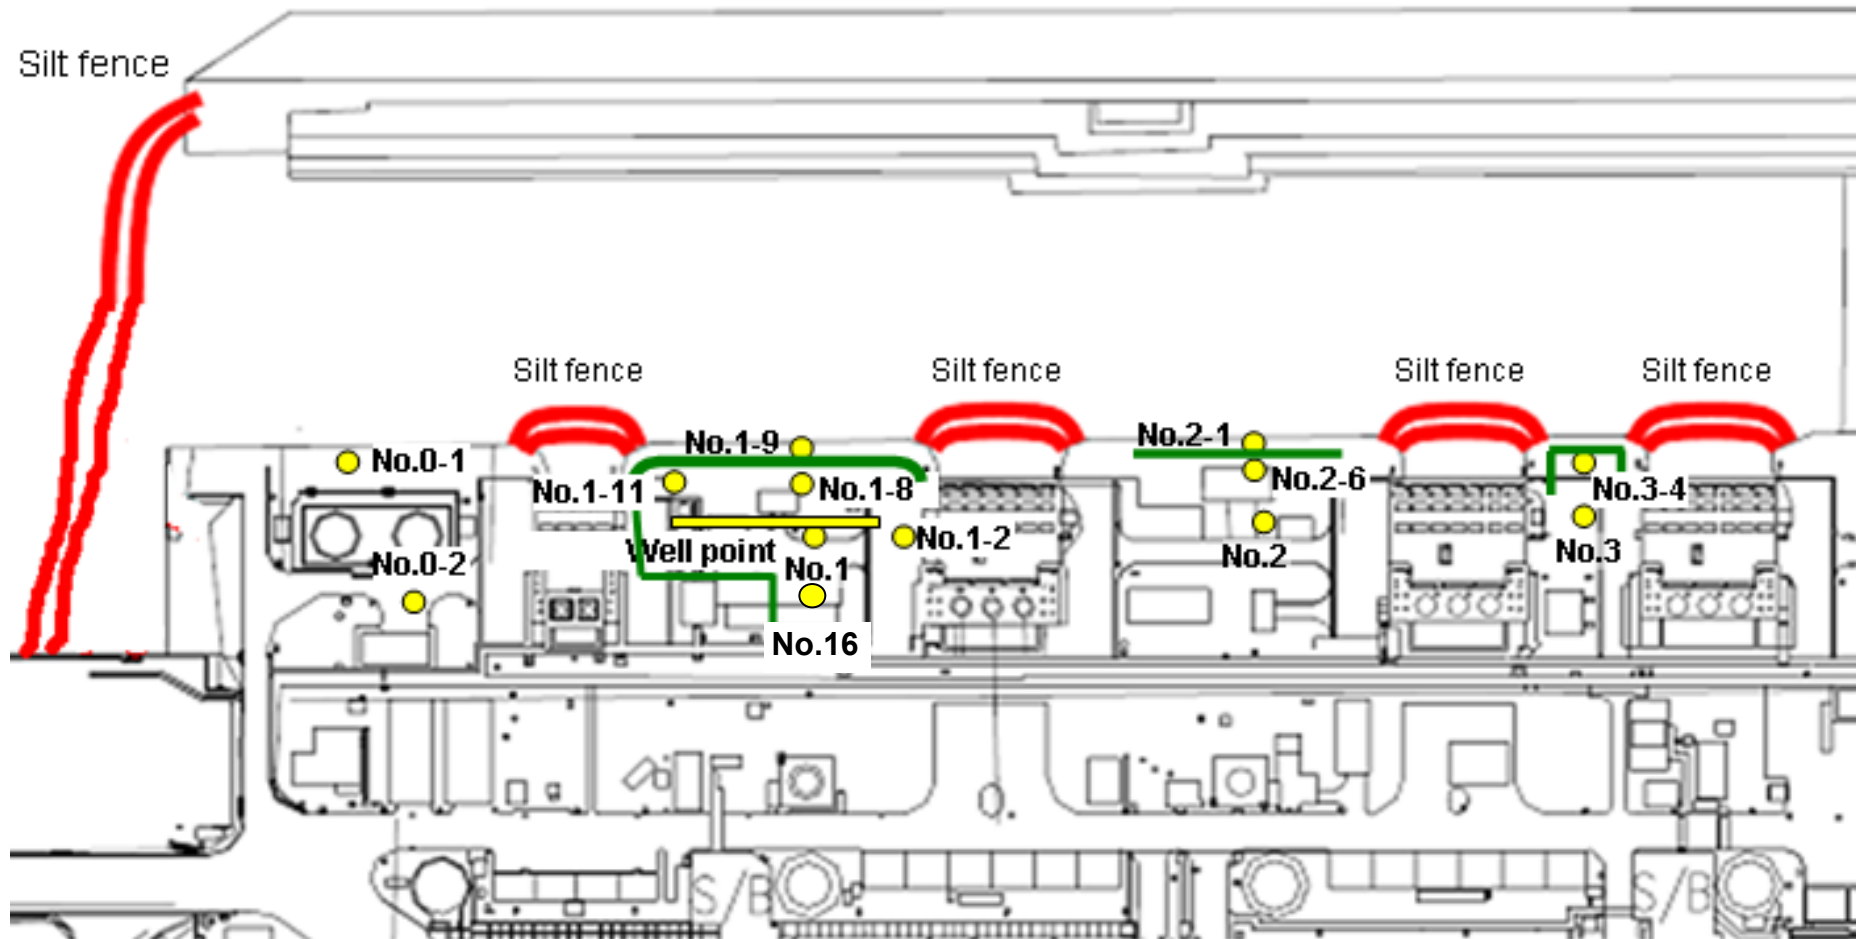 Silt fence
Silt fence
Silt fence
Silt fence
Silt fence
No.1-9
No.2-1
No.0-1
No.1-11
No.1-8
No.2-6
No.3-4
No.1-2
Well point
No.2
No.3
No.0-2
No.1
No.16
S/B
S/B